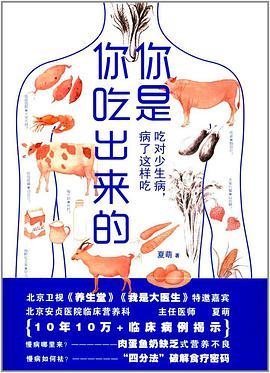 你是
你吃出来的
吃对少生病，
病了这样吃
夏萌 著
北京卫视《养生堂》《我是大医生》特邀嘉宾
北京安贞医院临床营养科 主任医师 夏萌
【10年10万+临床病例揭示】
慢病哪里来？————肉蛋鱼奶缺乏式营养不良
慢病如何祛？————“四分法”破解食疗密码